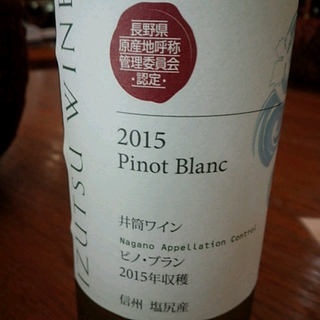 IZUTSU WINE
長野県
原産地呼称
管理委員会
・認定・
2015
Pinot Blanc
井筒ワイン
Nagano Appellation Control
ピノ・ブラン
2015年収穫
信州 塩尻産